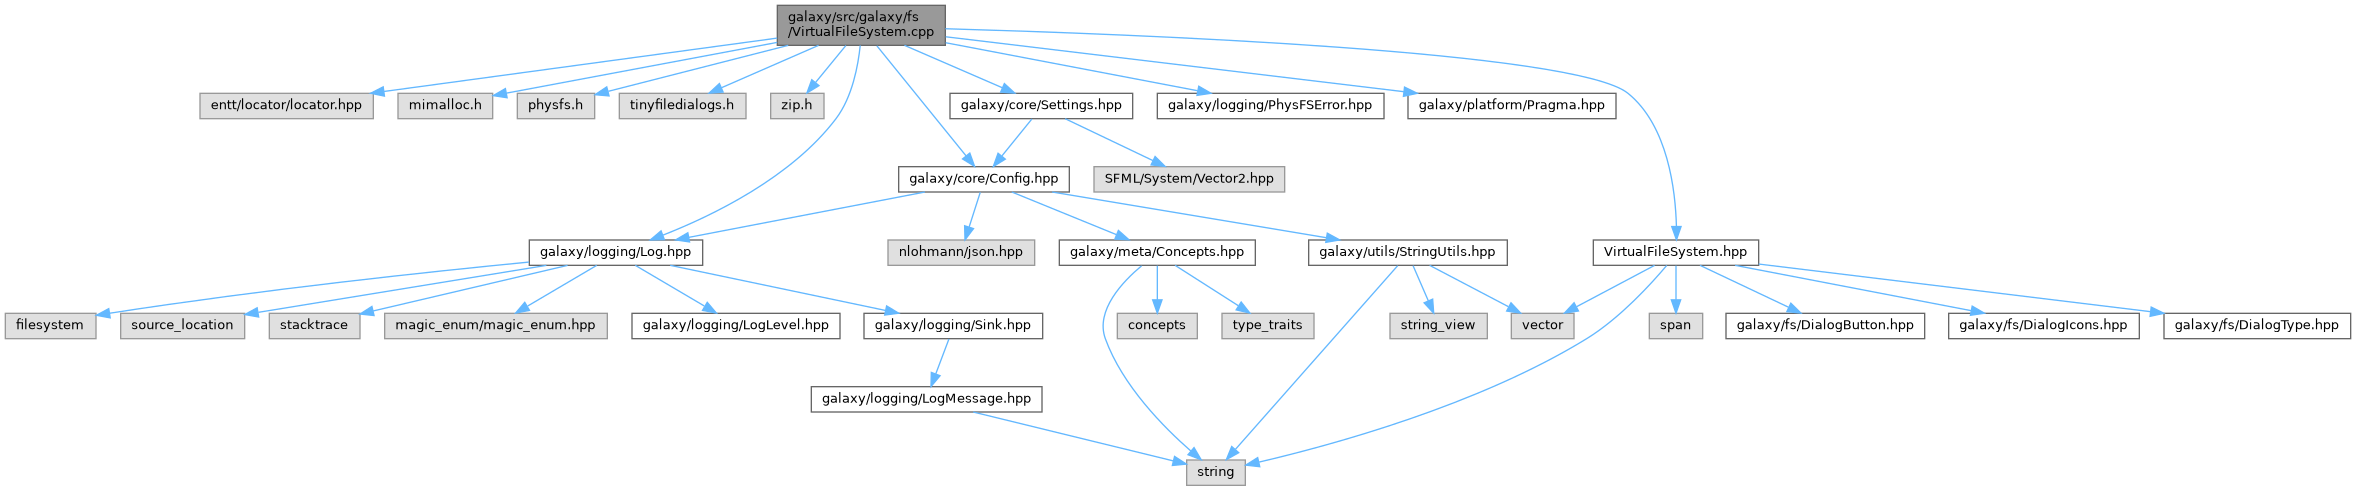 galaxy/src/galaxy/fs
/VirtualFileSystem.cpp
entt/locator/locator.hpp
mimalloc.h
physfs.h
tinyfiledialogs.h
zip.h
galaxy/core/Settings.hpp
galaxy/logging/PhysFSError.hpp
galaxy/platform/Pragma.hpp
galaxy/core/Config.hpp
SFML/System/Vector2.hpp
galaxy/logging/Log.hpp
nlohmann/json.hpp
galaxy/meta/Concepts.hpp
galaxy/utils/StringUtils.hpp
VirtualFileSystem.hpp
filesystem
source_location
stacktrace
magic_enum/magic_enum.hpp
galaxy/logging/LogLevel.hpp
galaxy/logging/Sink.hpp
concepts
type_traits
string_view
vector
span
galaxy/fs/DialogButton.hpp
galaxy/fs/DialogIcons.hpp
galaxy/fs/DialogType.hpp
galaxy/logging/LogMessage.hpp
string